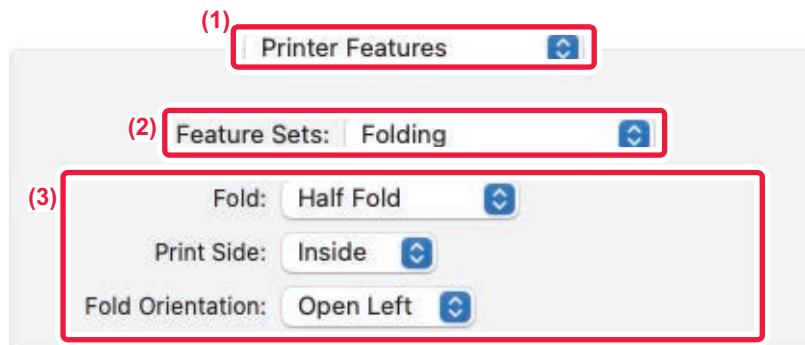 (1)
Printer Features
(2) Feature Sets: Folding
(3) Fold: Half Fold
Print Side: Inside
Fold Orientation: Open Left